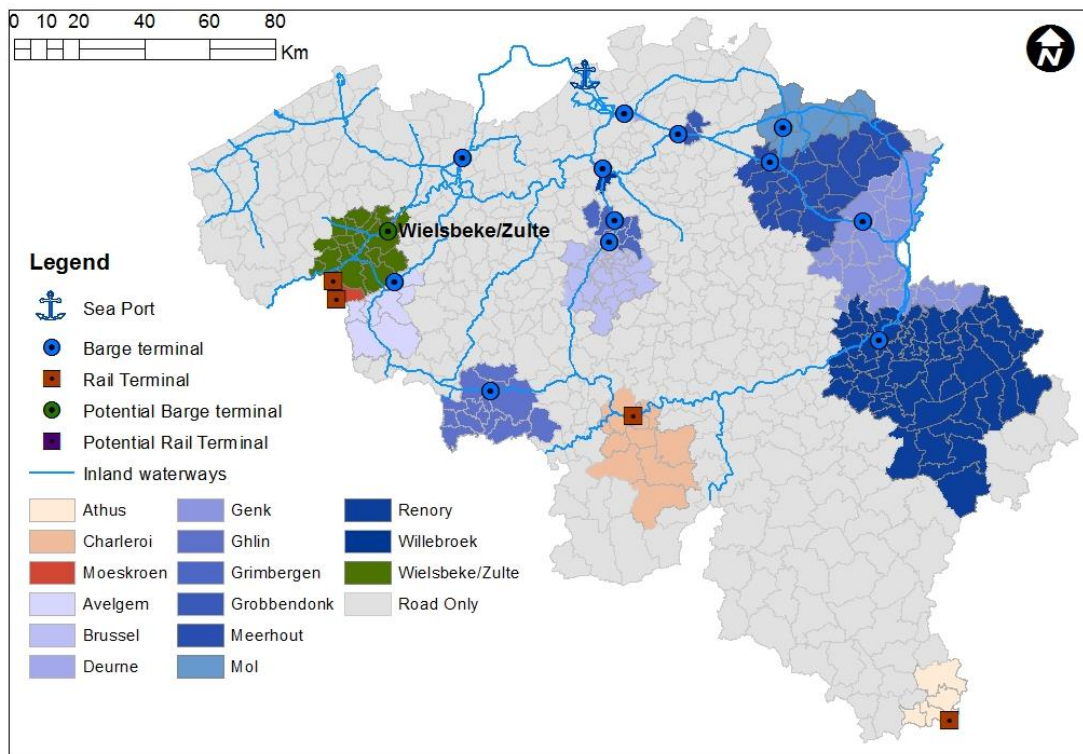 0 10 20 40 60 80
Km
N
Wielsbeke/Zulte
Legend
Sea Port
Barge terminal
Rail Terminal
Potential Barge terminal
Potential Rail Terminal
Inland waterways
Athus
Charleroi
Moeskroen
Avelgem
Brussel
Deurne
Genk
Ghlin
Grimbergen
Grobbendonk
Meerhout
Mol
Renory
Willebroek
Wielsbeke/Zulte
Road Only